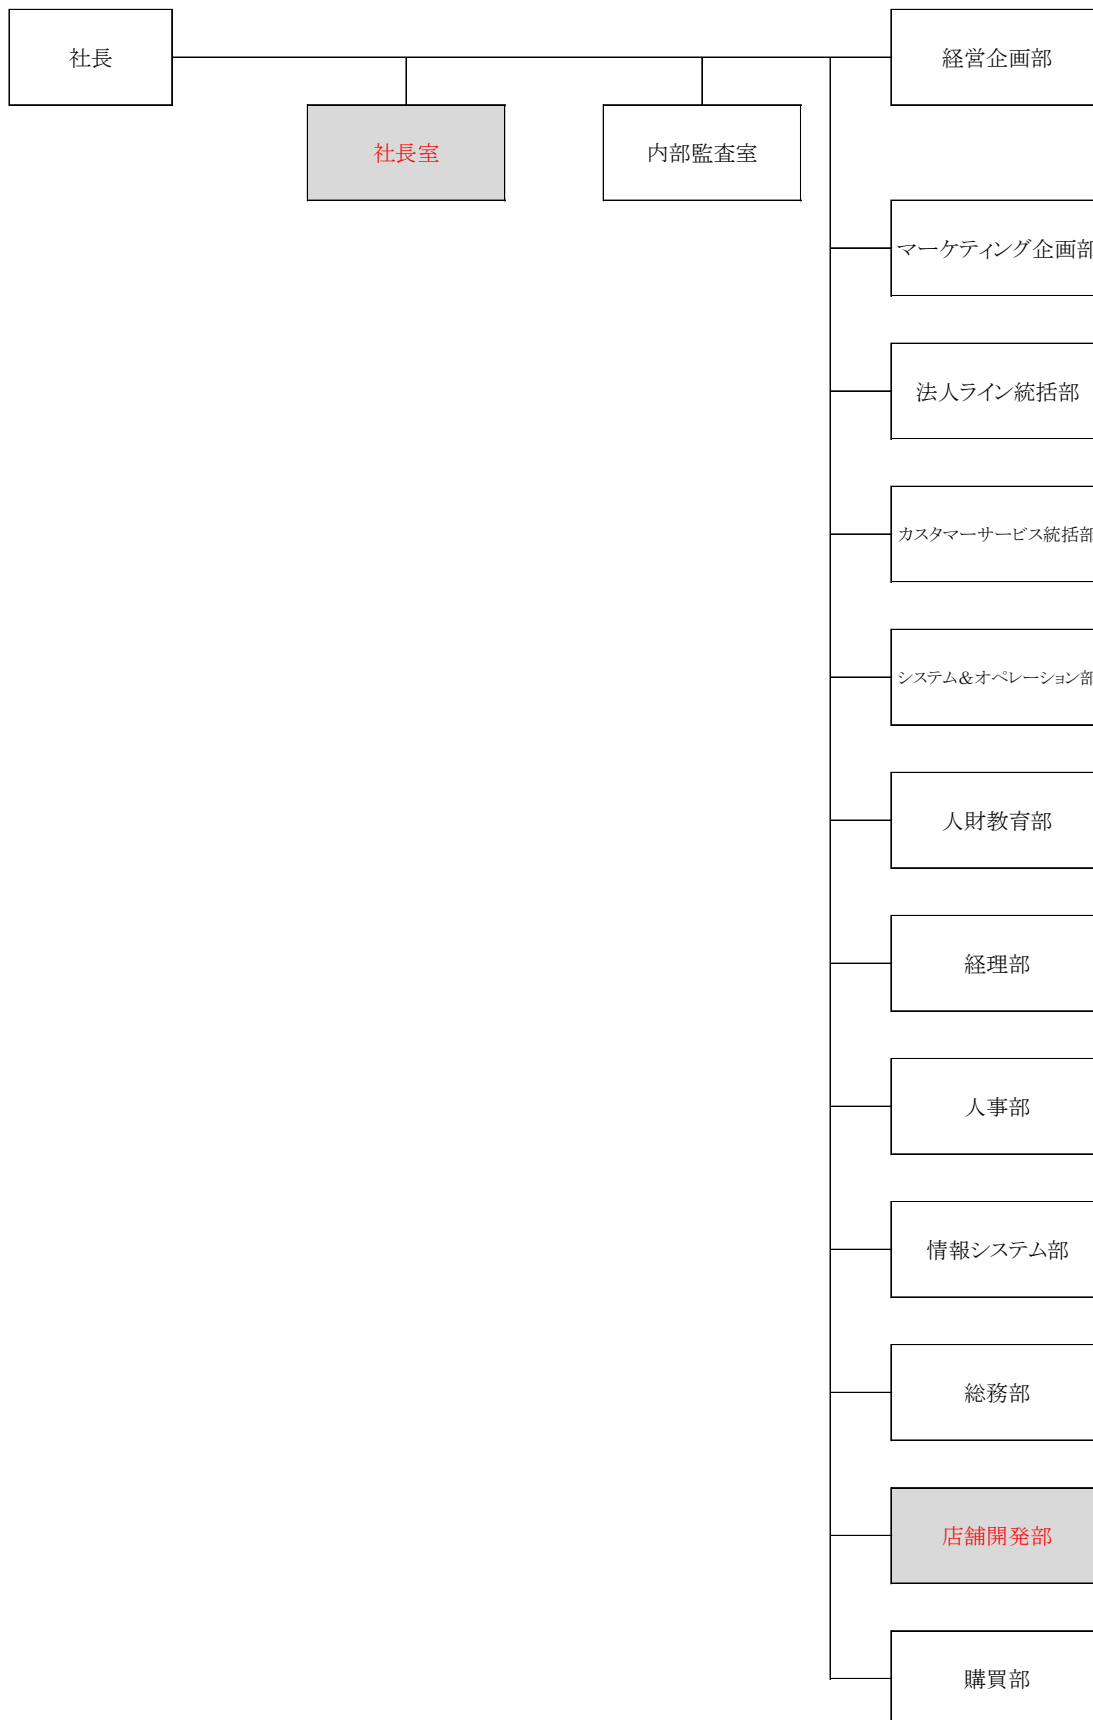 社長
経営企画部
社長室
内部監査室
マーケティング企画部
法人ライン統括部
カスタマーサービス統括部
システム&オペレーション部
人財教育部
経理部
人事部
情報システム部
総務部
店舗開発部
購買部